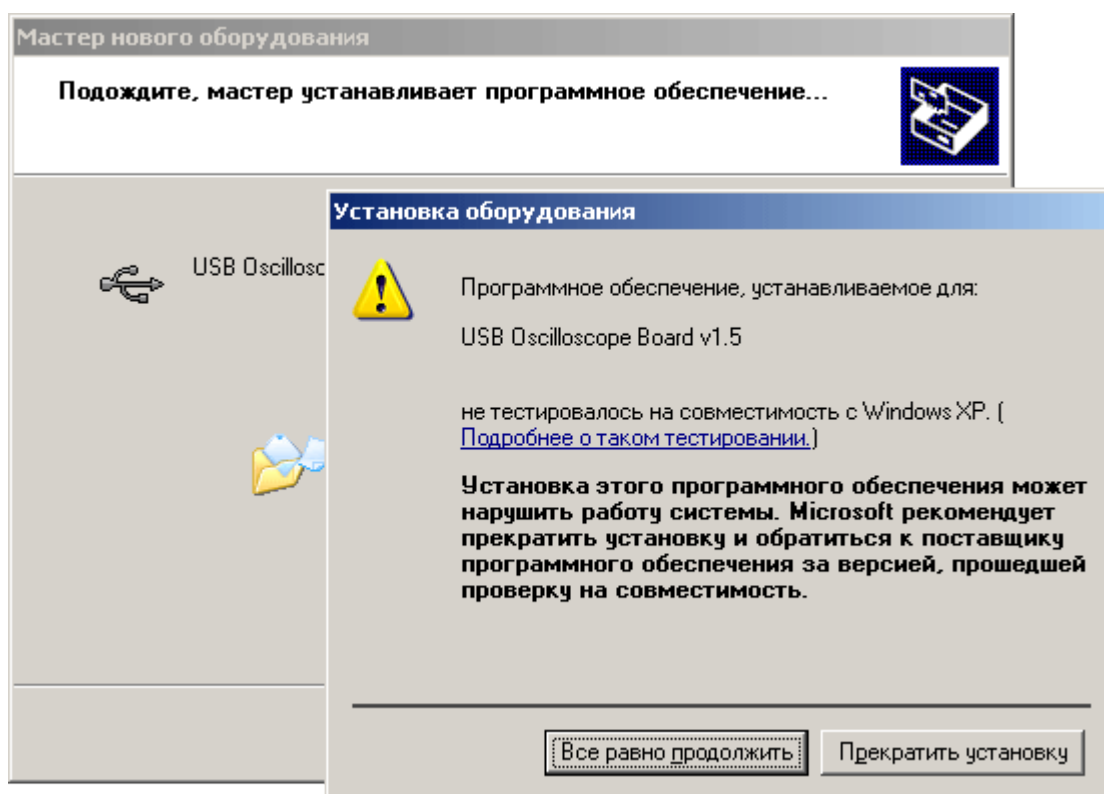 Мастер нового оборудования
Подождите, мастер устанавливает программное обеспечение...
USB Oscillosc
Установка оборудования
Программное обеспечение, устанавливаемое для:
USB Oscilloscope Board v1.5
не тестировалось на совместимость с Windows XP. (
Подробнее о таком тестировании.)
Установка этого программного обеспечения может
нарушить работу системы. Microsoft рекомендует
прекратить установку и обратиться к поставщику
программного обеспечения за версией, прошедшей
проверку на совместимость.
Все равно продолжить
Прекратить установку